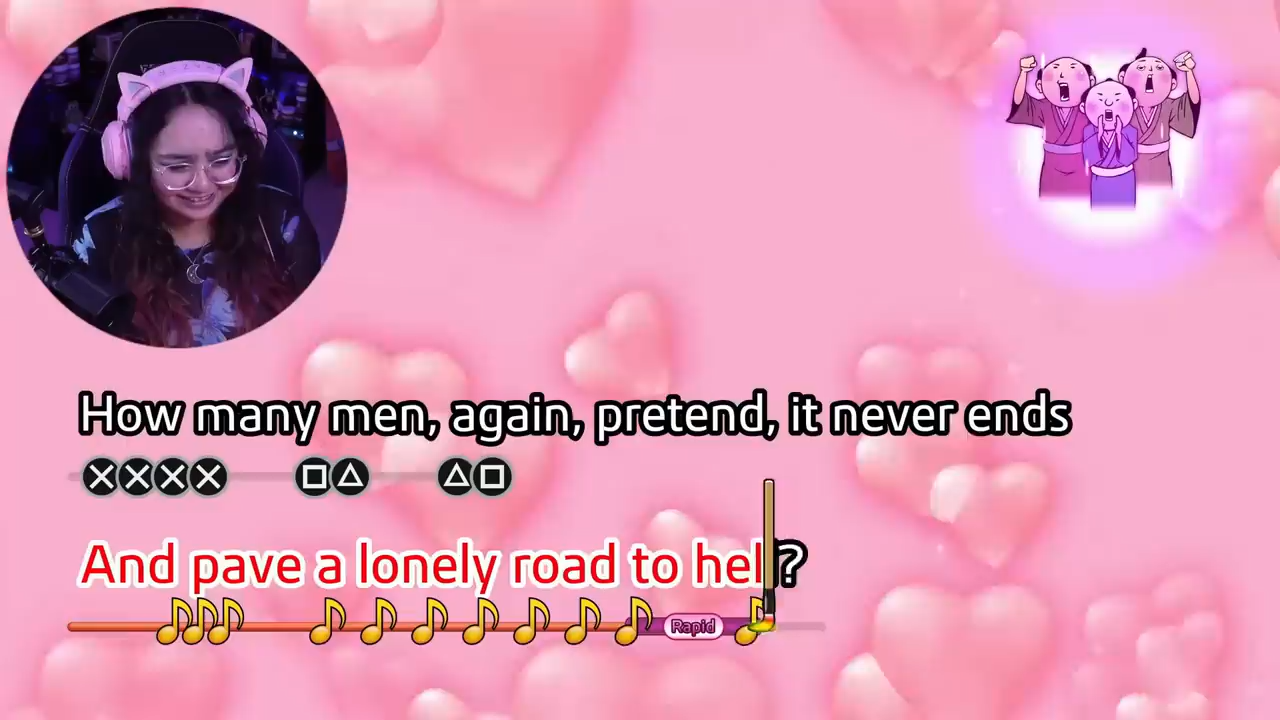 How many men, again, pretend, it never ends
And pave a lonely road to hell?
Rapid